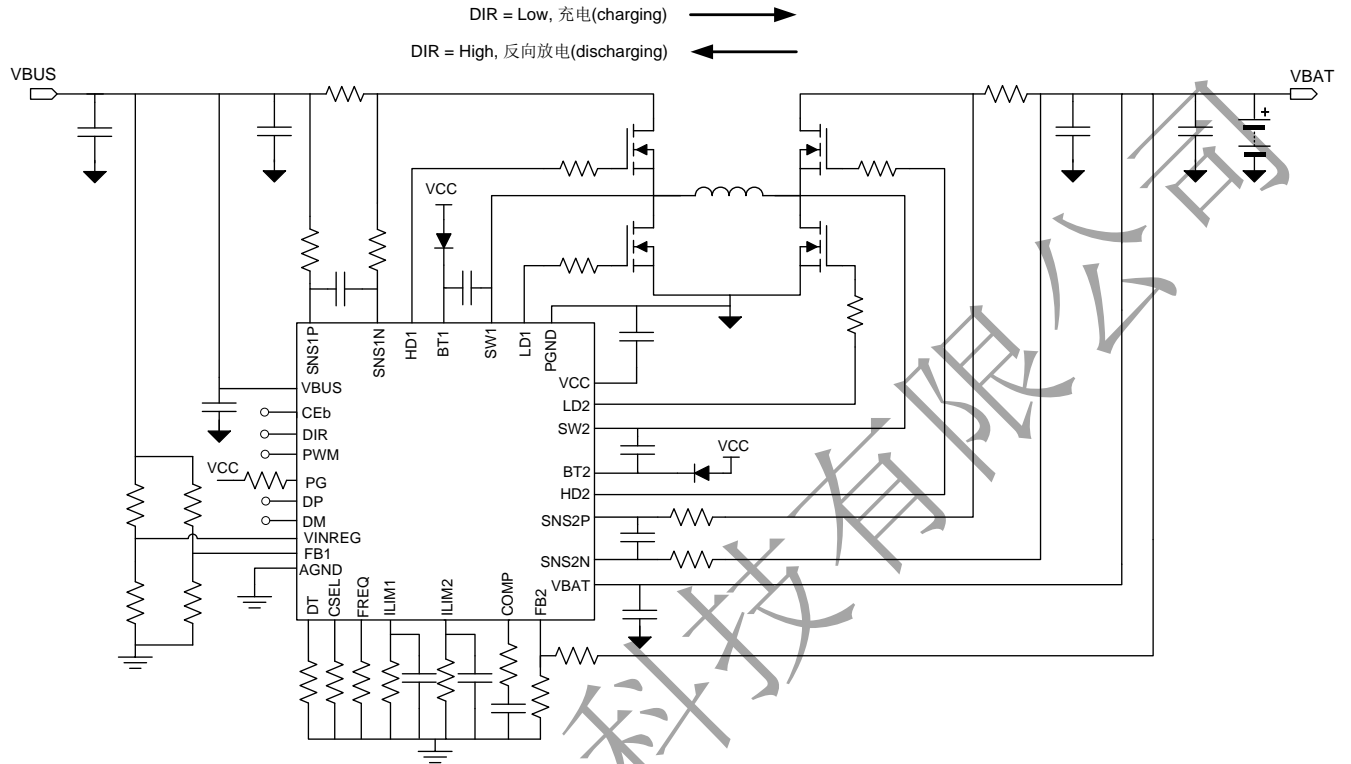 DIR = Low, 充电(charging)
DIR = High, 反向放电(discharging)
VBUS
VBAT
+
VCC
SNS1P
SNS1N
HD1
BT1
SW1
LD1
PGND
VBUS
CEb
DIR
PWM
VCC
PG
DP
DM
VINREG
FB1
AGND
VCC
LD2
SW2
VCC
BT2
HD2
SNS2P
SNS2N
VBAT
DT
CSEL
FREQ
ILIM1
ILIM2
COMP
FB2
科技有限公司